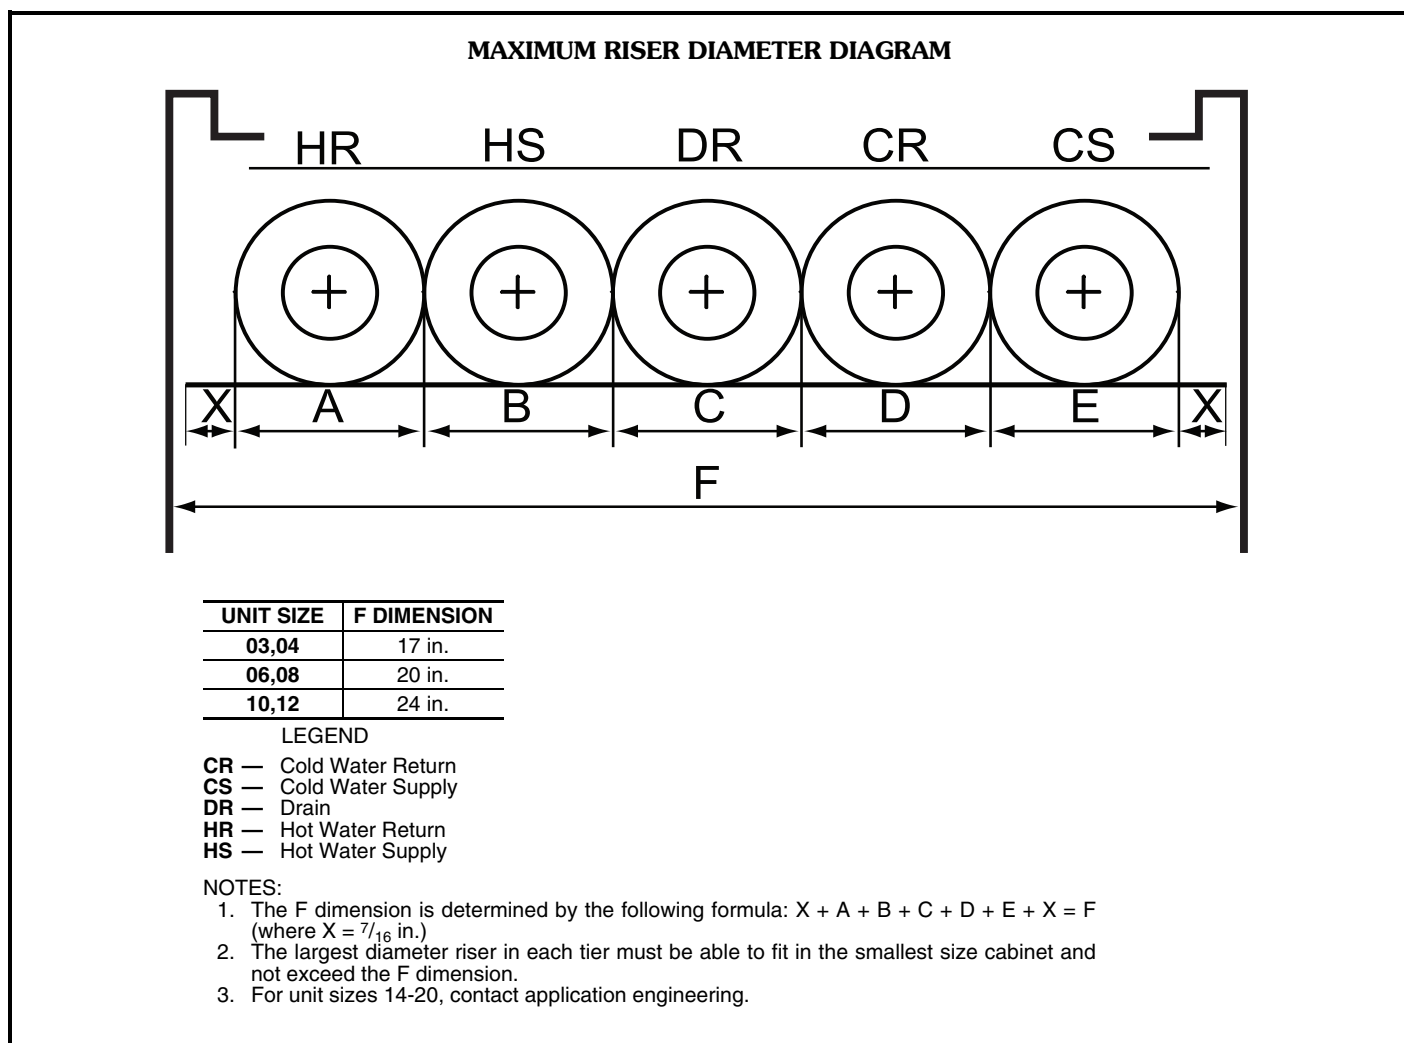 MAXIMUM RISER DIAMETER DIAGRAM
HR HS DR CR CS
X A B C D E X
F
UNIT SIZE F DIMENSION
03,04 17 in.
06,08 20 in.
10,12 24 in.
LEGEND
CR — Cold Water Return
CS — Cold Water Supply
DR — Drain
HR — Hot Water Return
HS — Hot Water Supply
NOTES:
1. The F dimension is determined by the following formula: X + A + B + C + D + E + X = F
(where X = 7/16 in.)
2. The largest diameter riser in each tier must be able to fit in the smallest size cabinet and
not exceed the F dimension.
3. For unit sizes 14-20, contact application engineering.